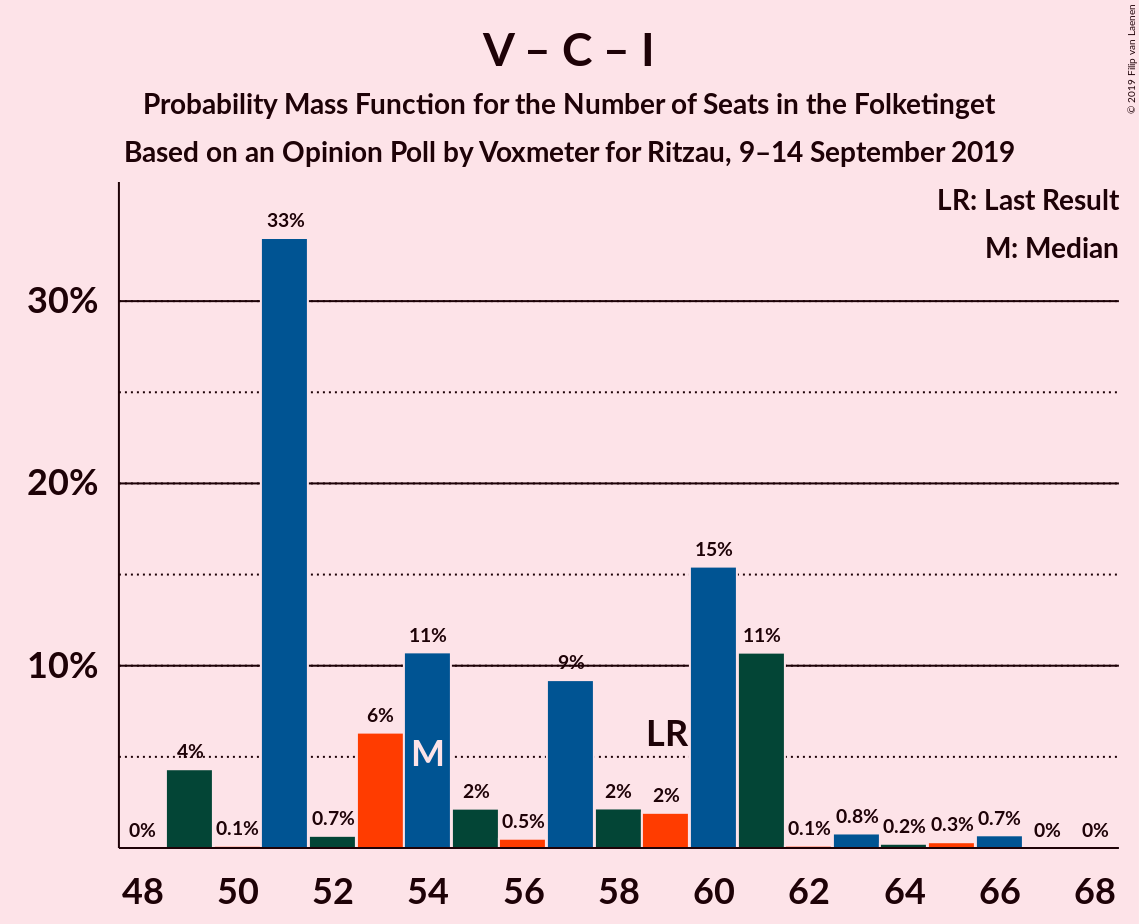 V – C – I
Probability Mass Function for the Number of Seats in the Folketinget
Based on an Opinion Poll by Voxmeter for Ritzau, 9–14 September 2019
© 2019 Filip van Laenen
LR: Last Result
M: Median
30%
20%
10%
0%
4%
0.1%
33%
0.7%
6%
11%
2%
0.5%
9%
2%
2%
15%
11%
0.1%
0.8%
0.2%
0.3%
0.7%
0%
0%
M
LR
48 50 52 54 56 58 60 62 64 66 68